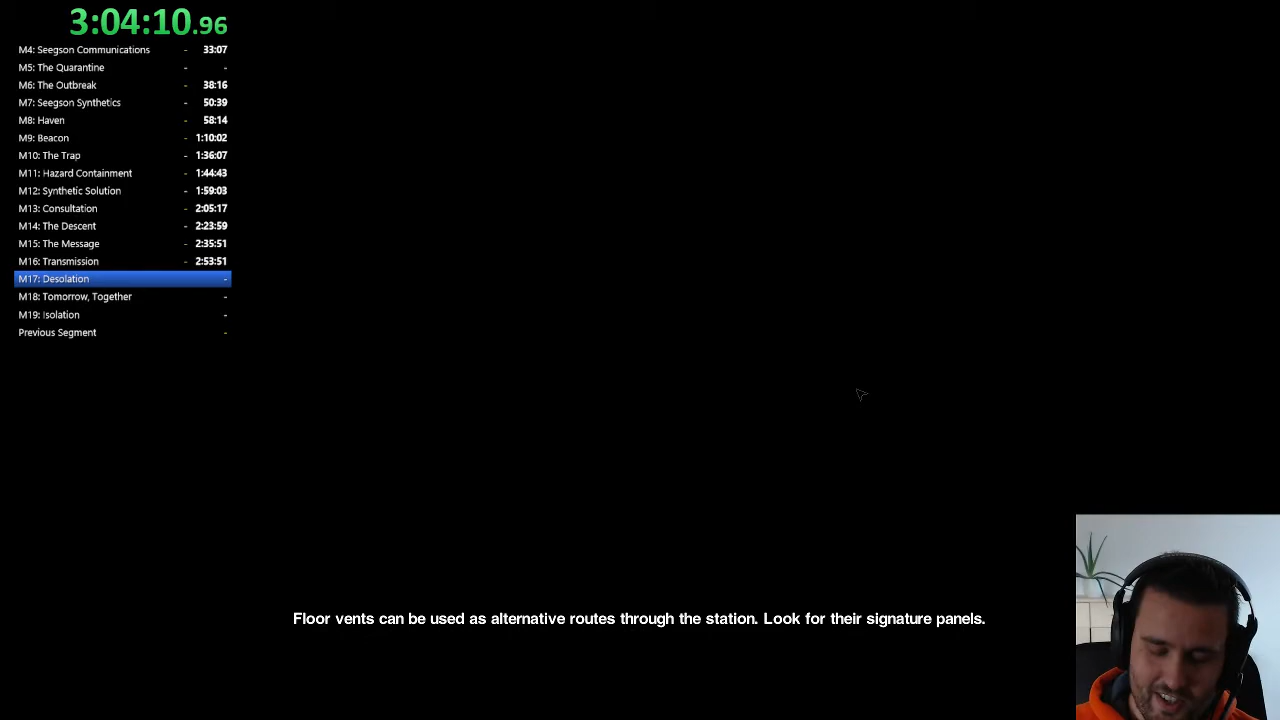 3:04:10.96
M4: Seegson Communications - 33:07
M5: The Quarantine - -
M6: The Outbreak - 38:16
M7: Seegson Synthetics - 50:39
M8: Haven - 58:14
M9: Beacon - 1:10:02
M10: The Trap - 1:36:07
M11: Hazard Containment - 1:44:43
M12: Synthetic Solution - 1:59:03
M13: Consultation - 2:05:17
M14: The Descent - 2:23:59
M15: The Message - 2:35:51
M16: Transmission - 2:53:51
M17: Desolation -
M18: Tomorrow, Together -
M19: Isolation -
Previous Segment -
Floor vents can be used as alternative routes through the station. Look for their signature panels.